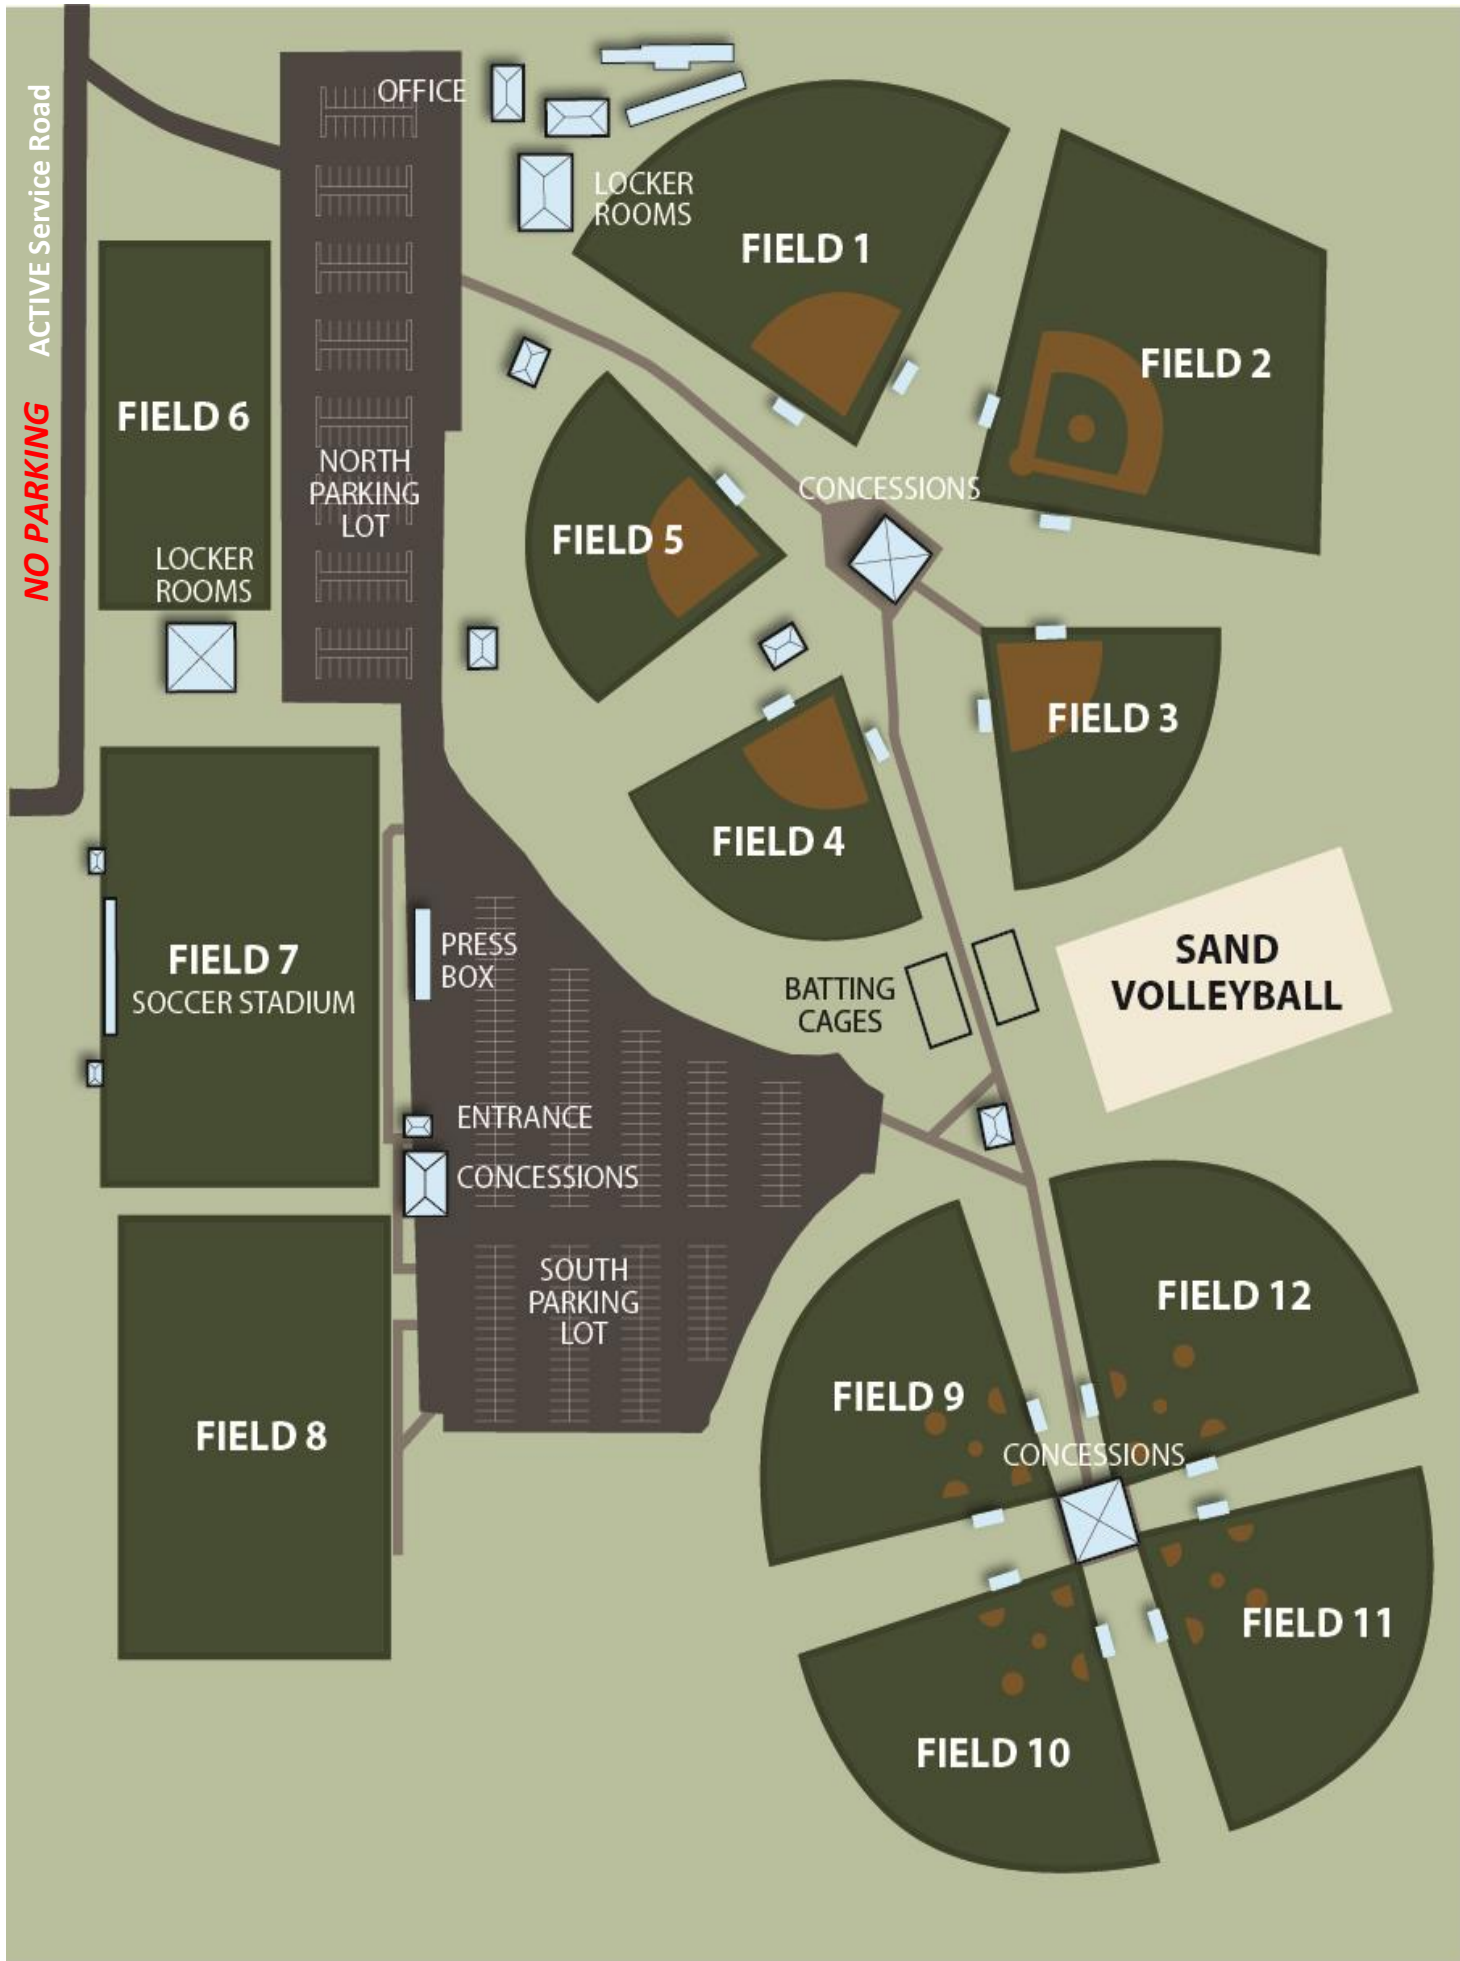 OFFICE
ACTIVE Service Road
NO PARKING
LOCKER
ROOMS
FIELD 1
FIELD 2
FIELD 6
NORTH
PARKING
LOT
CONCESSIONS
FIELD 5
LOCKER
ROOMS
FIELD 3
FIELD 4
FIELD 7
SOCCER STADIUM
PRESS
BOX
BATTING
CAGES
SAND
VOLLEYBALL
ENTRANCE
CONCESSIONS
SOUTH
PARKING
LOT
FIELD 12
FIELD 9
FIELD 8
CONCESSIONS
FIELD 11
FIELD 10